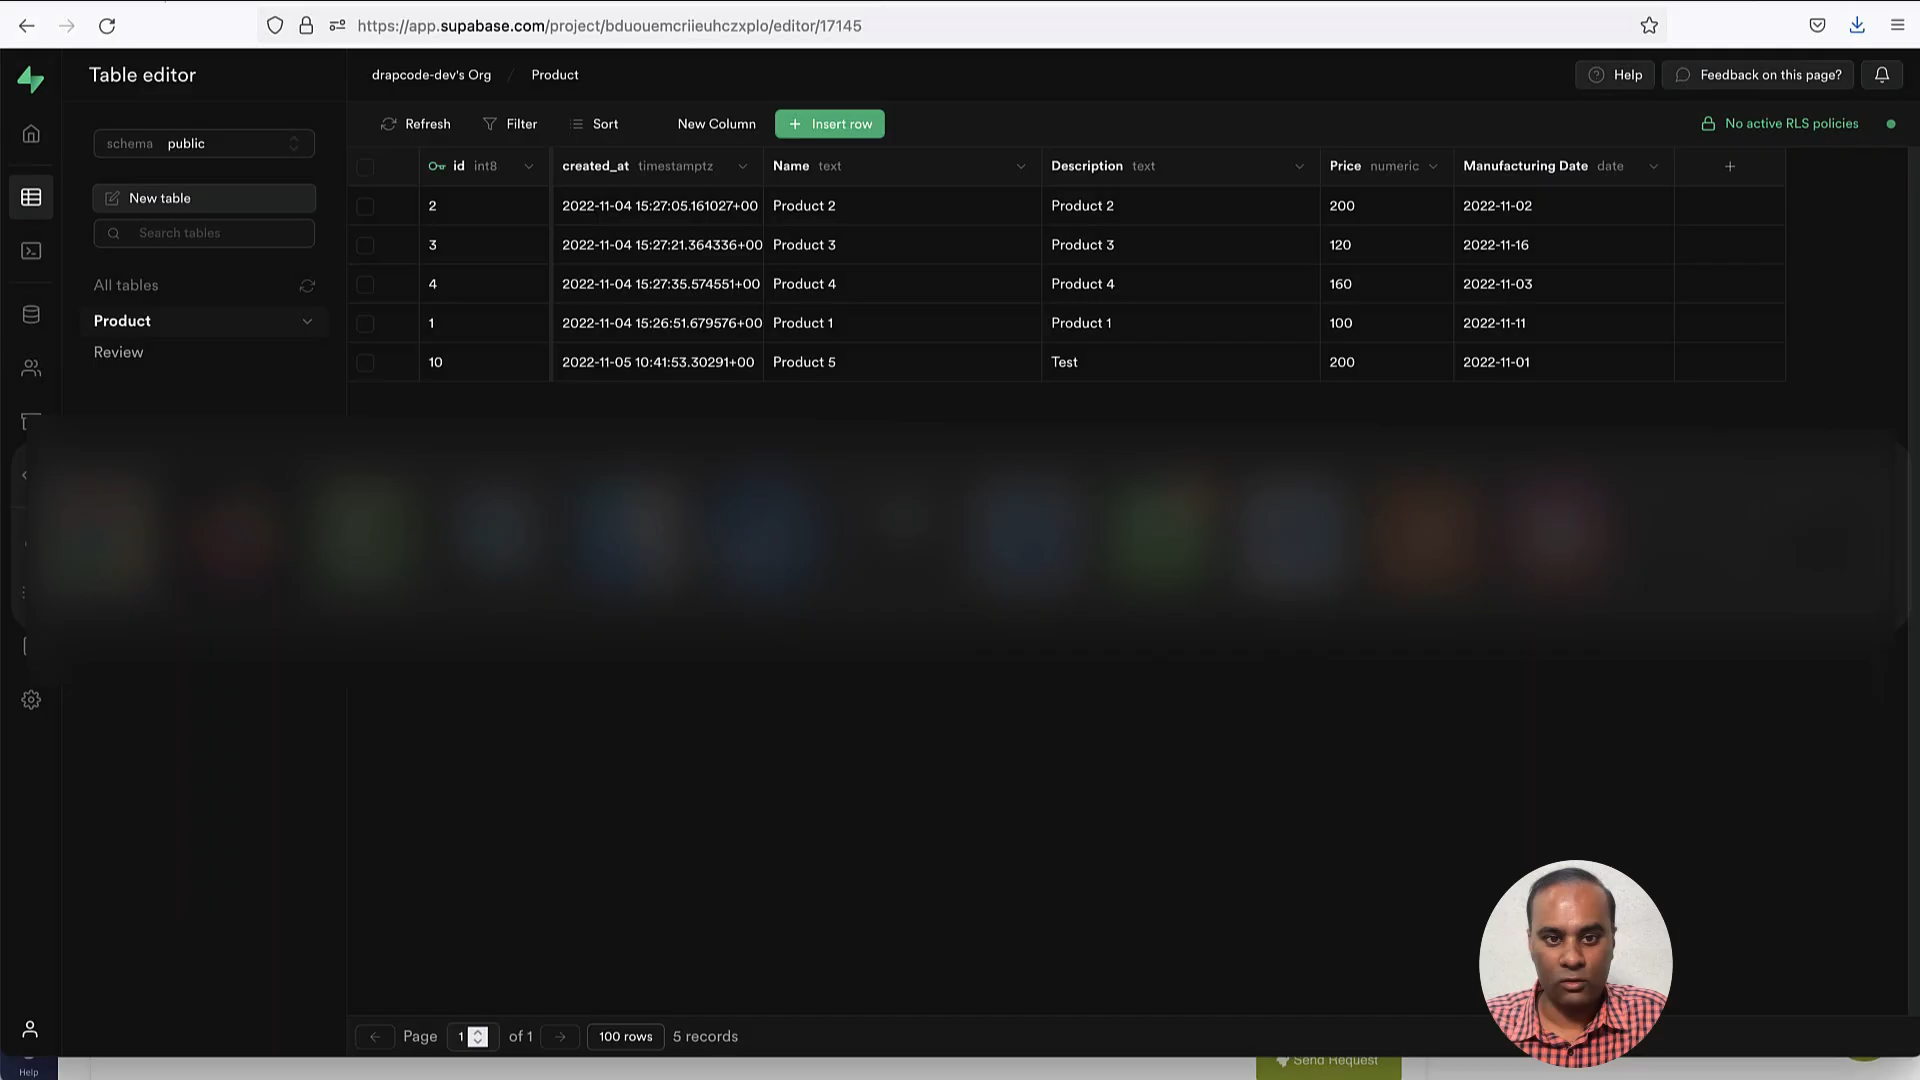 https://app.supabase.com/project/bduouemcriieuhczxplo/editor/17145
Table editor
drapcode-dev's Org / Product
Help
Feedback on this page?
schema public
New table
Search tables
All tables
Product
Review
Refresh Filter Sort New Column + Insert row
No active RLS policies
id int8 created_at timestamptz Name text Description text Price numeric Manufacturing Date date +
2 2022-11-04 15:27:05.161027+00 Product 2 Product 2 200 2022-11-02
3 2022-11-04 15:27:21.364336+00 Product 3 Product 3 120 2022-11-16
4 2022-11-04 15:27:35.574551+00 Product 4 Product 4 160 2022-11-03
1 2022-11-04 15:26:51.679576+00 Product 1 Product 1 100 2022-11-11
10 2022-11-05 10:41:53.30291+00 Product 5 Test 200 2022-11-01
Page 1 of 1 100 rows 5 records
Help
Send Request